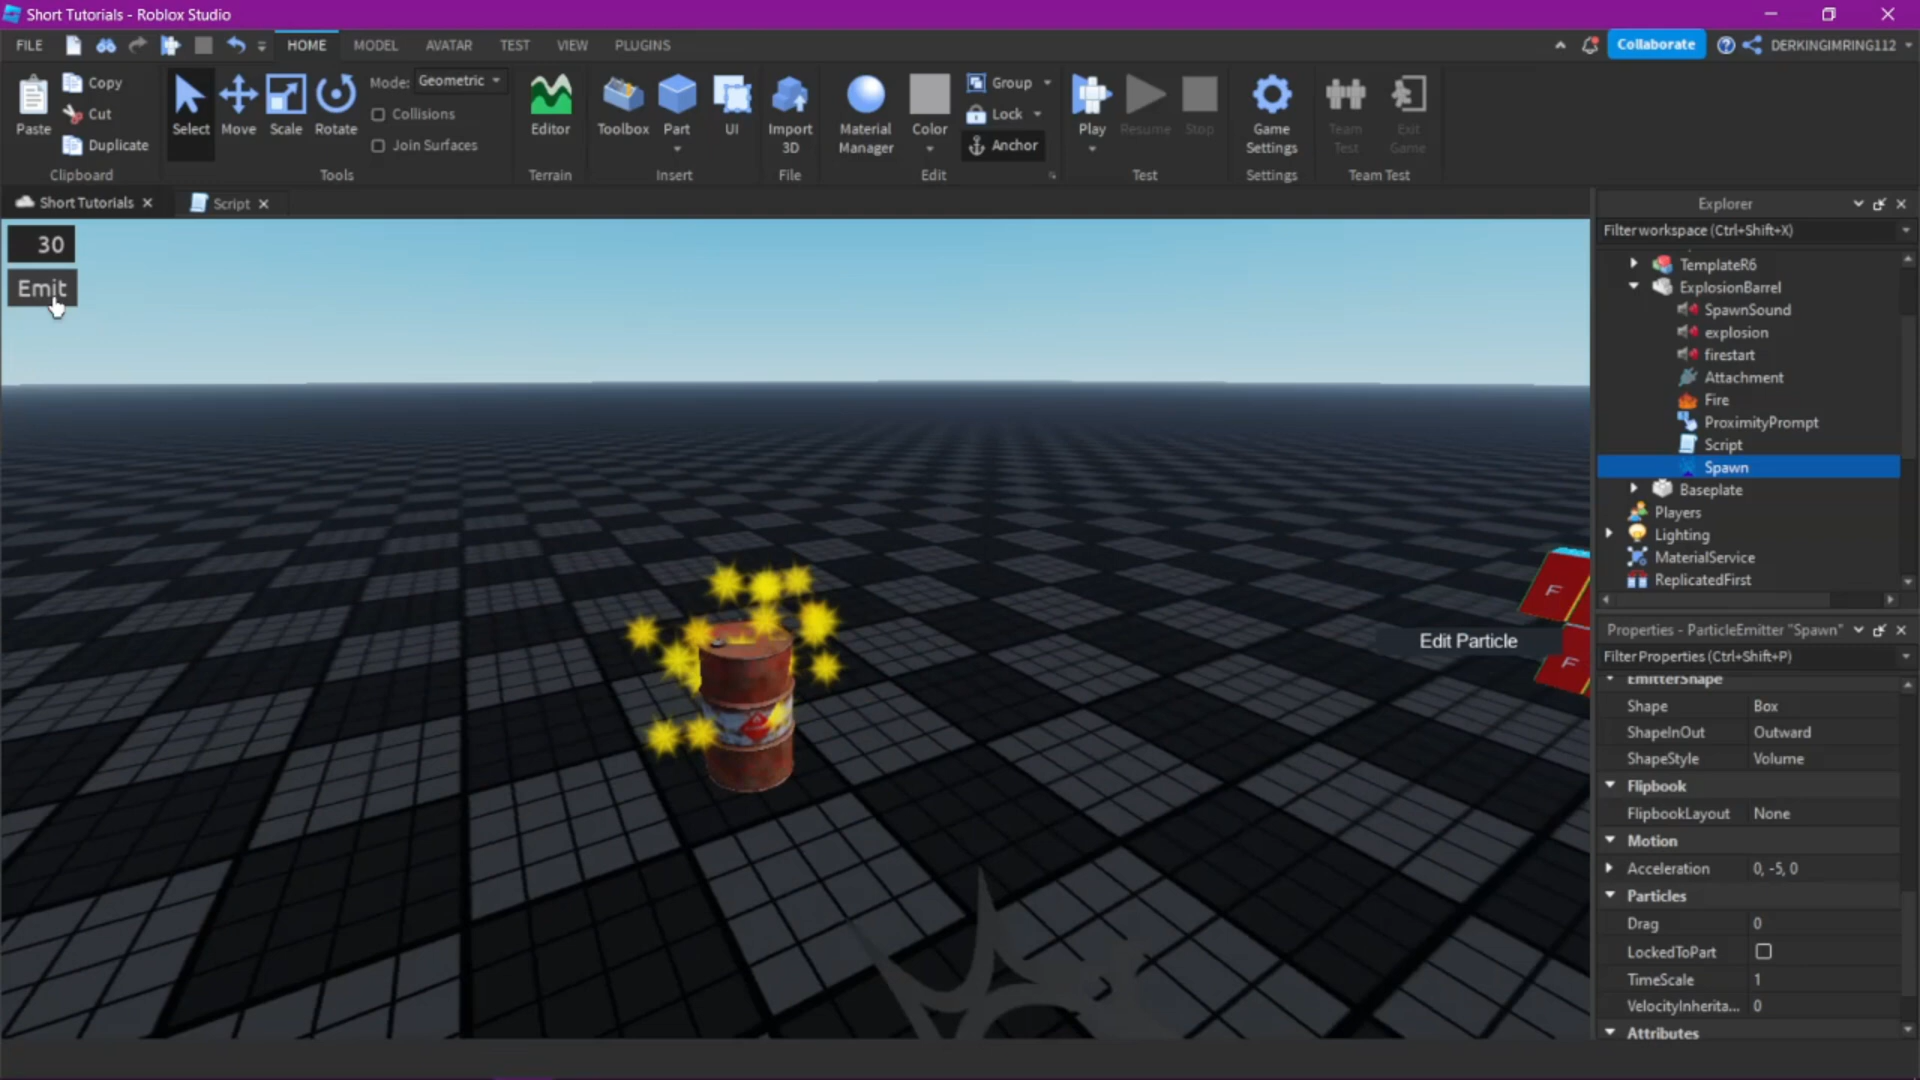 Short Tutorials - Roblox Studio
FILE HOME MODEL AVATAR TEST VIEW PLUGINS Collaborate DERKINGIMRING112
Paste
Copy
Cut
Duplicate
Clipboard
Select
Move
Scale
Rotate
Mode: Geometric
Collisions
Join Surfaces
Tools
Editor
Terrain
Toolbox
Part
UI
Insert
Import
3D
File
Material
Manager
Color
Group
Lock
Anchor
Edit
Play
Resume
Stop
Test
Game
Settings
Settings
Team
Test
Exit
Game
Team Test
Short Tutorials
Script
30
Emit
F
F
Edit Particle
Explorer
Filter workspace (Ctrl+Shift+X)
TemplateR6
ExplosionBarrel
SpawnSound
explosion
firestart
Attachment
Fire
ProximityPrompt
Script
Spawn
Baseplate
Players
Lighting
MaterialService
ReplicatedFirst
Properties - ParticleEmitter "Spawn"
Filter Properties (Ctrl+Shift+P)
EmitterShape
Shape Box
ShapeInOut Outward
ShapeStyle Volume
Flipbook
FlipbookLayout None
Motion
Acceleration 0, -5, 0
Particles
Drag 0
LockedToPart
TimeScale 1
VelocityInherita... 0
Attributes